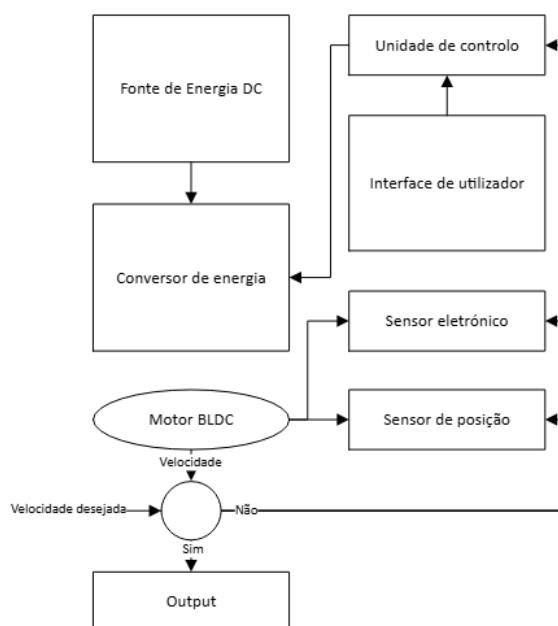 Fonte de Energia DC
Unidade de controlo
Interface de utilizador
Conversor de energia
Sensor eletrónico
Motor BLDC
Sensor de posição
Velocidade
Velocidade desejada
Não
Sim
Output